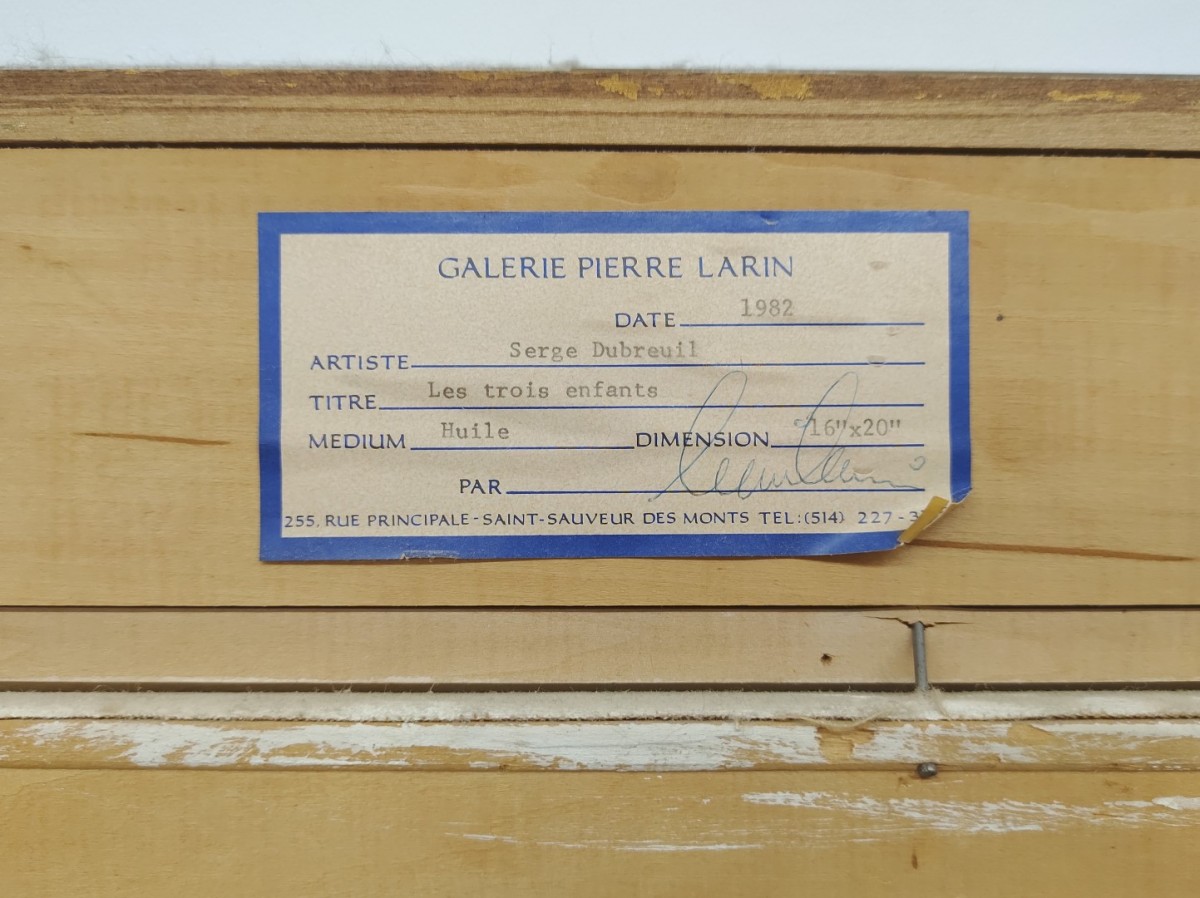 GALERIE PIERRE LARIN
DATE 1982
ARTISTE Serge Dubreuil
TITRE Les trois enfants
MEDIUM Huile DIMENSION 16"x20"
PAR
255, RUE PRINCIPALE - SAINT-SAUVEUR DES MONTS TEL:(514) 227-3